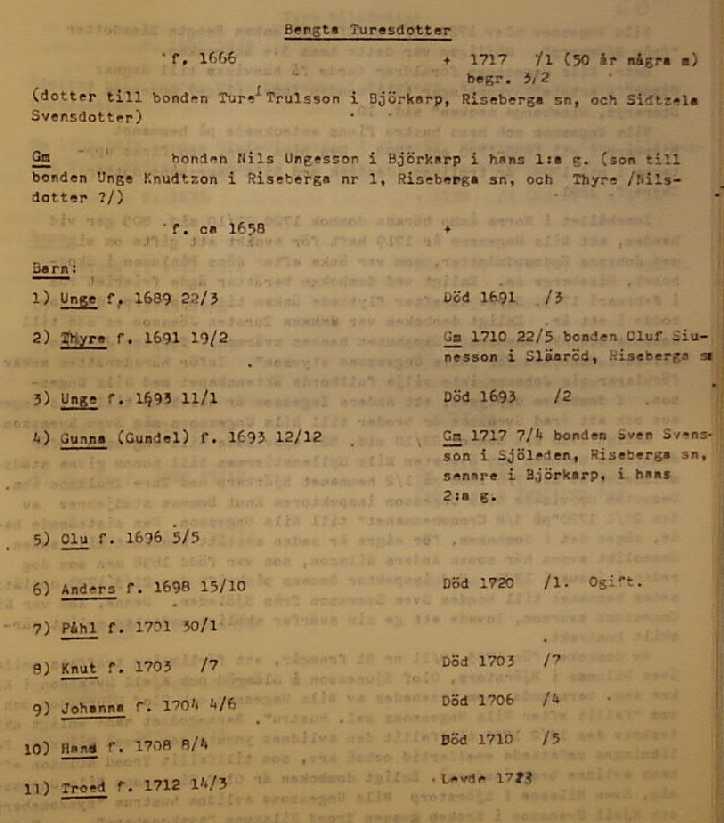 Bengta Turesdotter
f. 1666 + 1717 /1 (50 år några m)
begr. 3/2
(dotter till bonden Ture Trulsson i Björkarp, Riseberga sn, och Sidtzela
Svensdotter)
Gm bonden Nils Ungesson i Björkarp i hans 1:a g. (son till
bonden Unge Knudtzon i Riseberga nr 1, Riseberga sn, och Thyre /Nils-
dotter ?/)
f. ca 1658 +
Barn:
1) Unge f. 1689 22/3 Död 1691 /3
2) Thyre f. 1691 19/2 Gm 1710 22/5 bonden Oluf Siu-
nesson i Släaröd, Riseberga sn
3) Unge f. 1693 11/1 Död 1693 /2
4) Gunna (Gundel) f. 1693 12/12 Gm 1717 7/4 bonden Sven Svens-
son i Sjöleden, Riseberga sn,
senare i Björkarp, i hans
2:a g.
5) Olu f. 1696 5/5
6) Anders f. 1698 15/10 Död 1720 /1. Ogift.
7) Påhl f. 1701 30/1
8) Knut f. 1703 /7 Död 1703 /7
9) Johanna f. 1704 4/6 Död 1706 /4
10) Hans f. 1708 8/4 Död 1710 /5
11) Troed f. 1712 14/3 Levde 1723